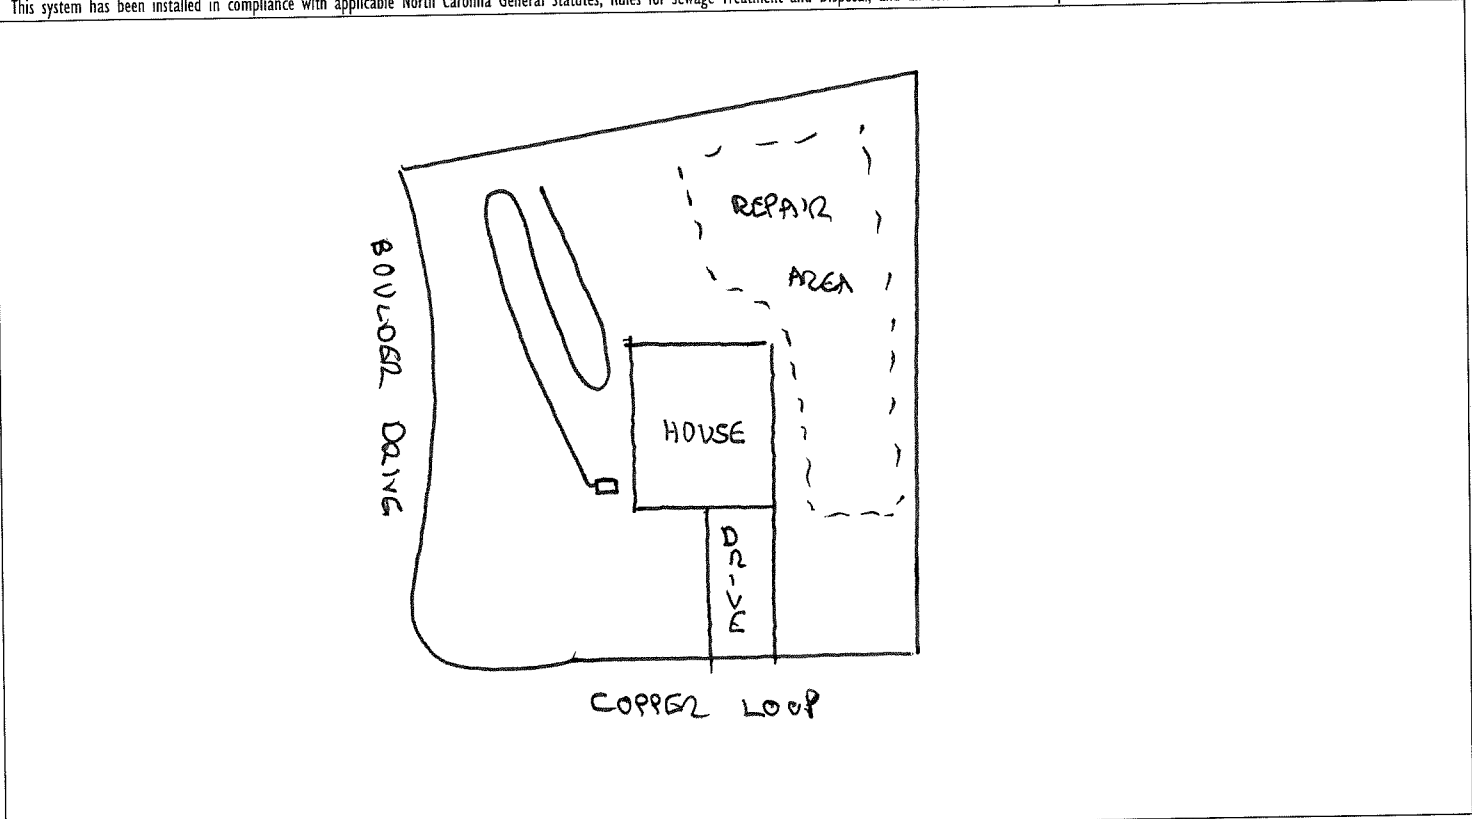 This system has been installed in compliance with applicable North Carolina General Statutes, Rules for Sewage Treatment and Disposal, and
REPAIR
AREA
BOULDER DRIVE
HOUSE
DRIVE
COPPER LOOP